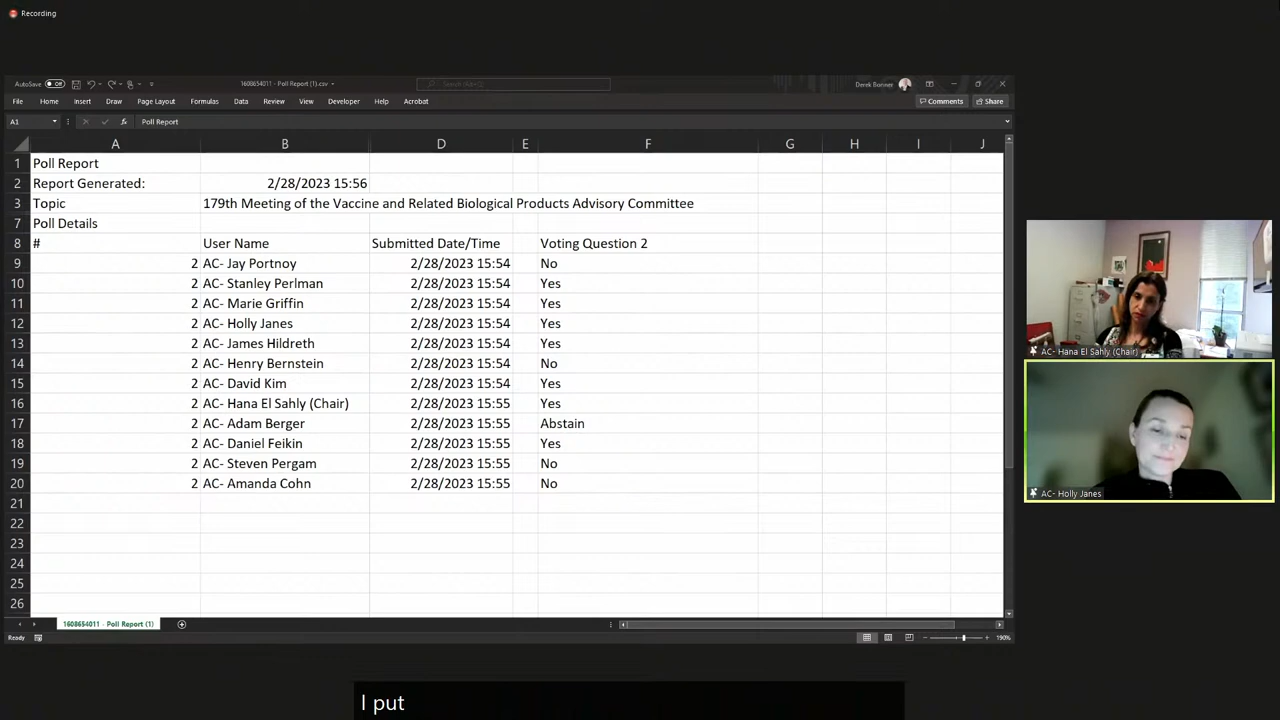 Recording
AutoSave Off 1608654011 - Poll Report (1).csv Derek Bonner
File Home Insert Draw Page Layout Formulas Data Review View Developer Help Acrobat Comments Share
A1 fx Poll Report
A B D E F G H I J
1 Poll Report
2 Report Generated: 2/28/2023 15:56
3 Topic 179th Meeting of the Vaccine and Related Biological Products Advisory Committee
7 Poll Details
8 # User Name Submitted Date/Time Voting Question 2
9 2 AC- Jay Portnoy 2/28/2023 15:54 No
10 2 AC- Stanley Perlman 2/28/2023 15:54 Yes
11 2 AC- Marie Griffin 2/28/2023 15:54 Yes
12 2 AC- Holly Janes 2/28/2023 15:54 Yes
13 2 AC- James Hildreth 2/28/2023 15:54 Yes
14 2 AC- Henry Bernstein 2/28/2023 15:54 No
15 2 AC- David Kim 2/28/2023 15:54 Yes
16 2 AC- Hana El Sahly (Chair) 2/28/2023 15:55 Yes
17 2 AC- Adam Berger 2/28/2023 15:55 Abstain
18 2 AC- Daniel Feikin 2/28/2023 15:55 Yes
19 2 AC- Steven Pergam 2/28/2023 15:55 No
20 2 AC- Amanda Cohn 2/28/2023 15:55 No
21
22
23
24
25
26
1608654011 - Poll Report (1)
Ready 190%
AC- Hana El Sahly (Chair)
AC- Holly Janes
I put